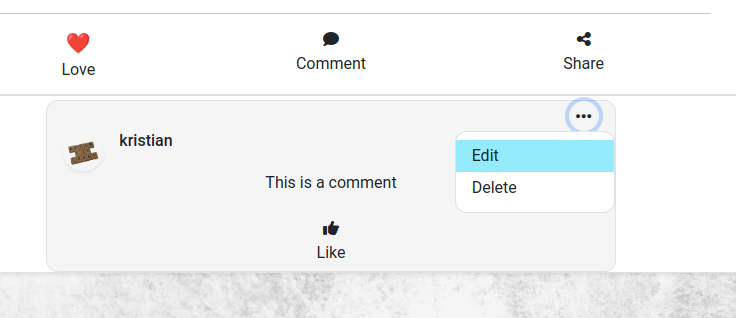 Love
Comment
Share
kristian
Edit
This is a comment
Delete
Like